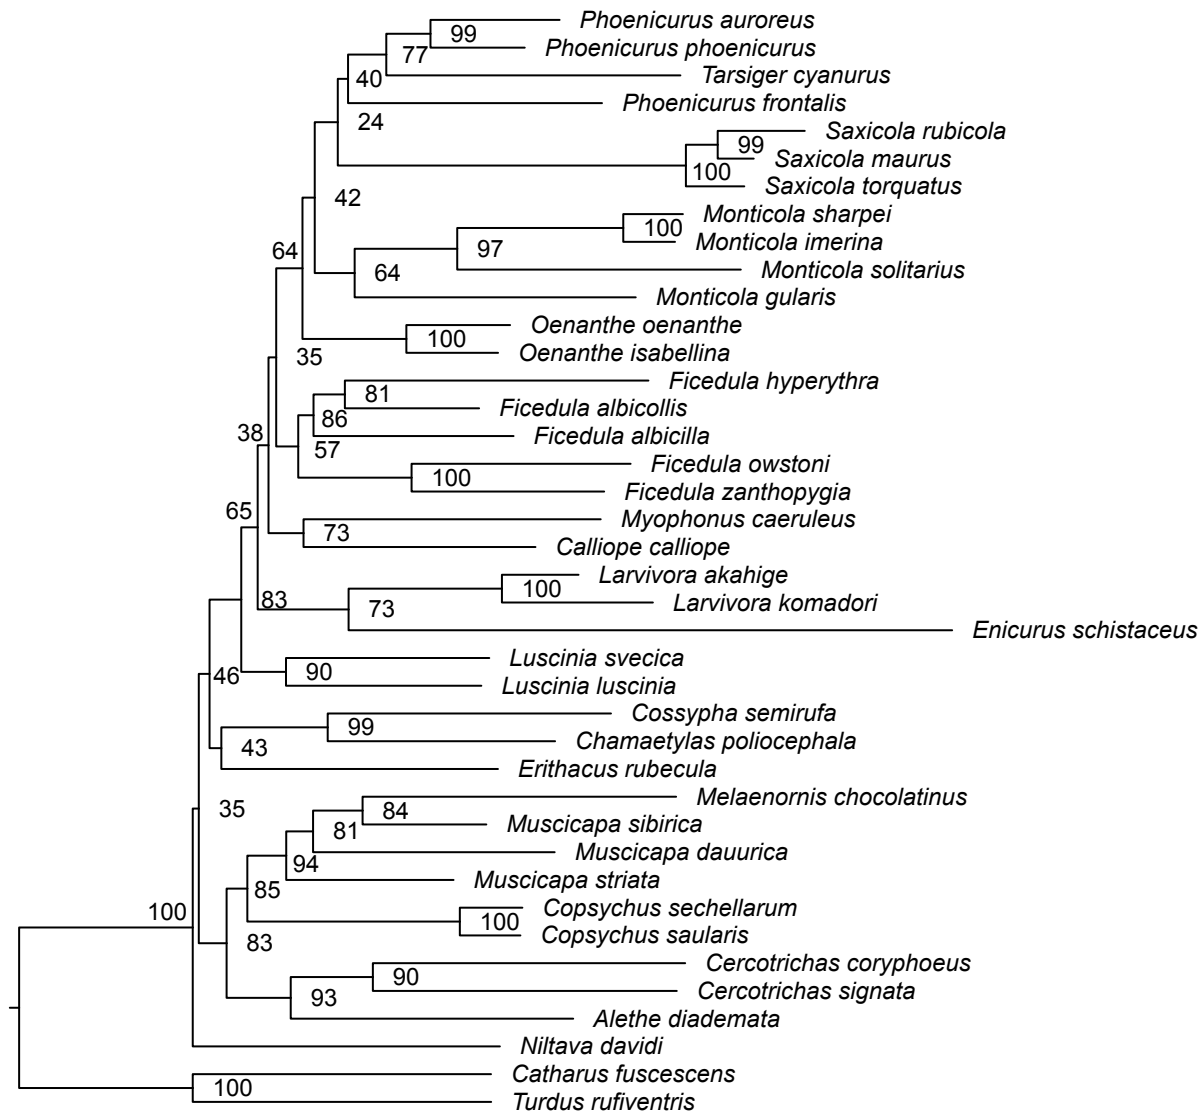 Phoenicurus auroreus
99
Phoenicurus phoenicurus
77
Tarsiger cyanurus
40
Phoenicurus frontalis
24
Saxicola rubicola
99
Saxicola maurus
100
Saxicola torquatus
42
Monticola sharpei
100
Monticola imerina
97
64
Monticola solitarius
64
Monticola gularis
Oenanthe oenanthe
100
Oenanthe isabellina
35
Ficedula hyperythra
81
Ficedula albicollis
86
Ficedula albicilla
38
57
Ficedula owstoni
100
Ficedula zanthopygia
65
Myophonus caeruleus
73
Calliope calliope
Larvivora akahige
100
83
Larvivora komadori
73
Enicurus schistaceus
Luscinia svecica
90
46
Luscinia luscinia
Cossypha semirufa
99
Chamaetylas poliocephala
43
Erithacus rubecula
Melaenornis chocolatinus
35
84
Muscicapa sibirica
81
Muscicapa dauurica
94
Muscicapa striata
85
Copsychus sechellarum
100
100
Copsychus saularis
83
Cercotrichas coryphoeus
90
Cercotrichas signata
93
Alethe diademata
Niltava davidi
Catharus fuscescens
100
Turdus rufiventris